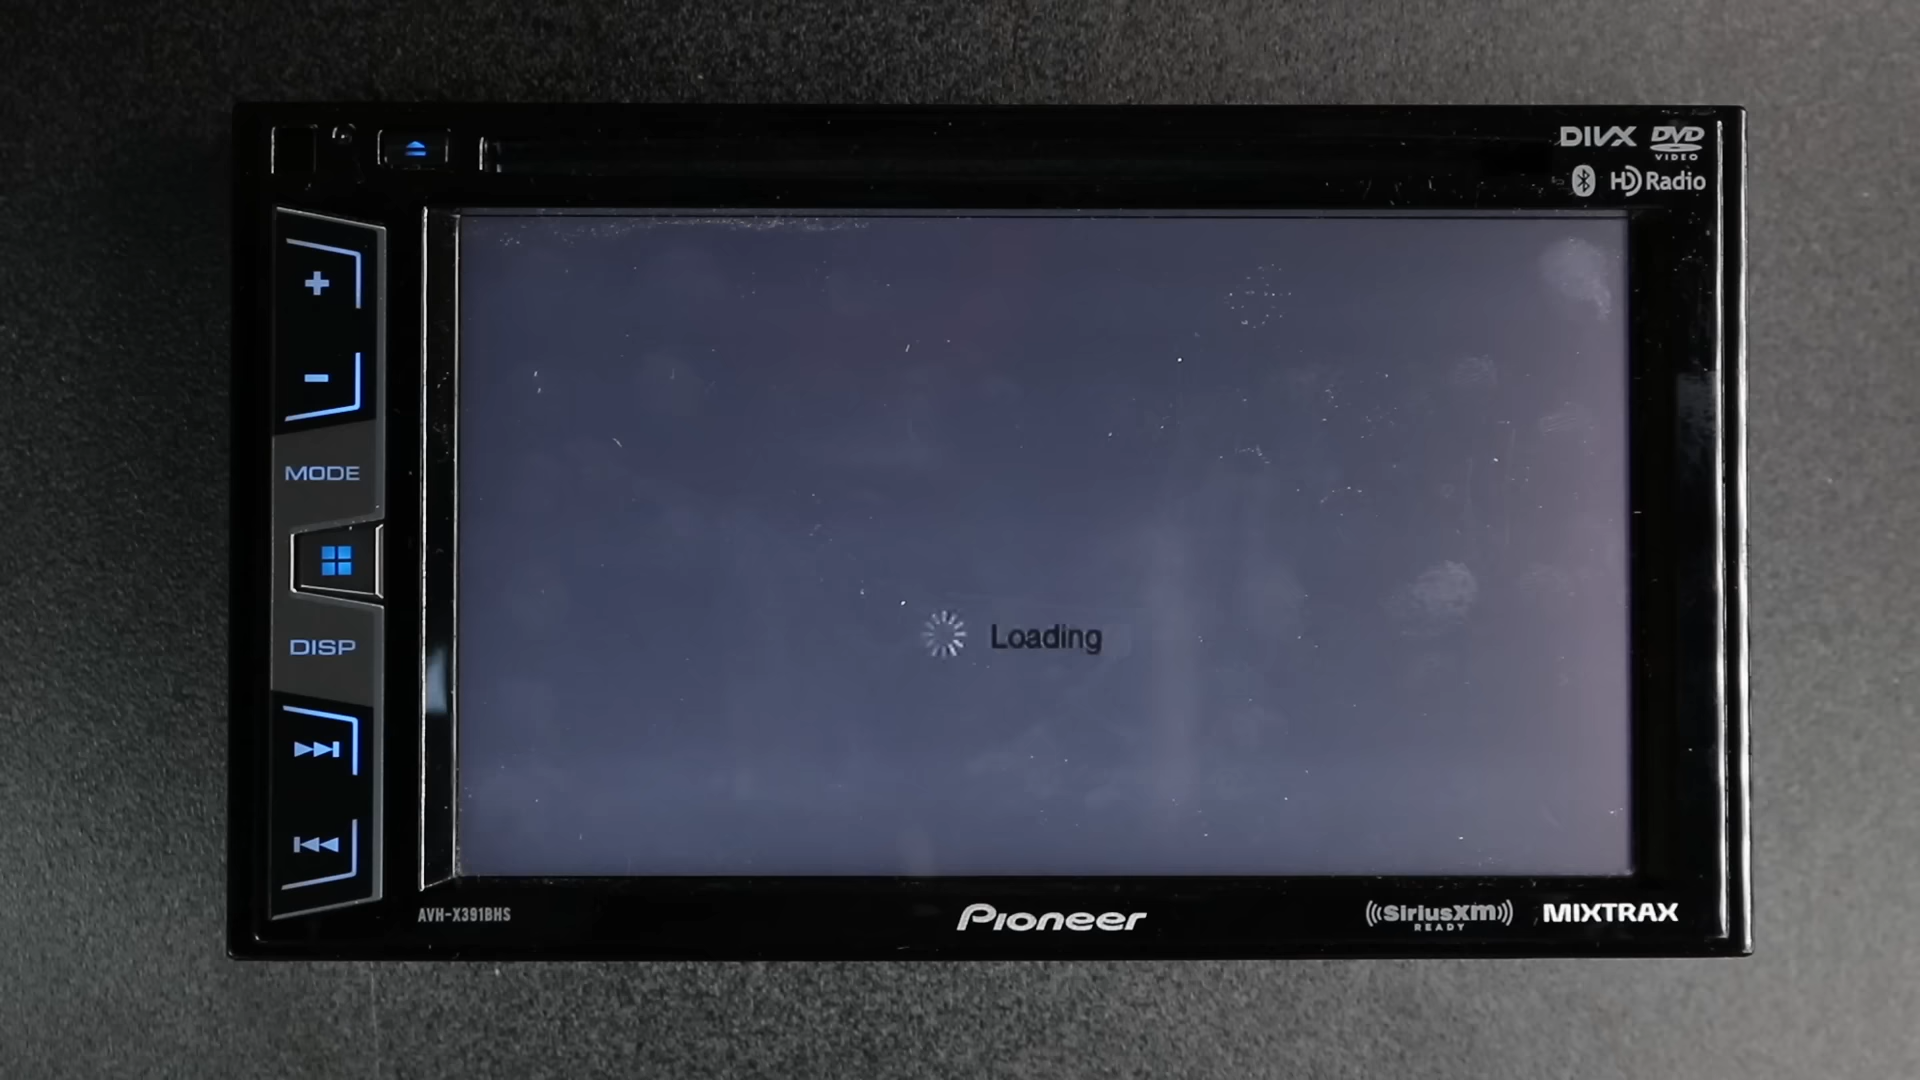 DIVX DVD
VIDEO
HD Radio
MODE
DISP
Loading
AVH-X391BHS
Pioneer
((SiriusXM))
READY
MIXTRAX